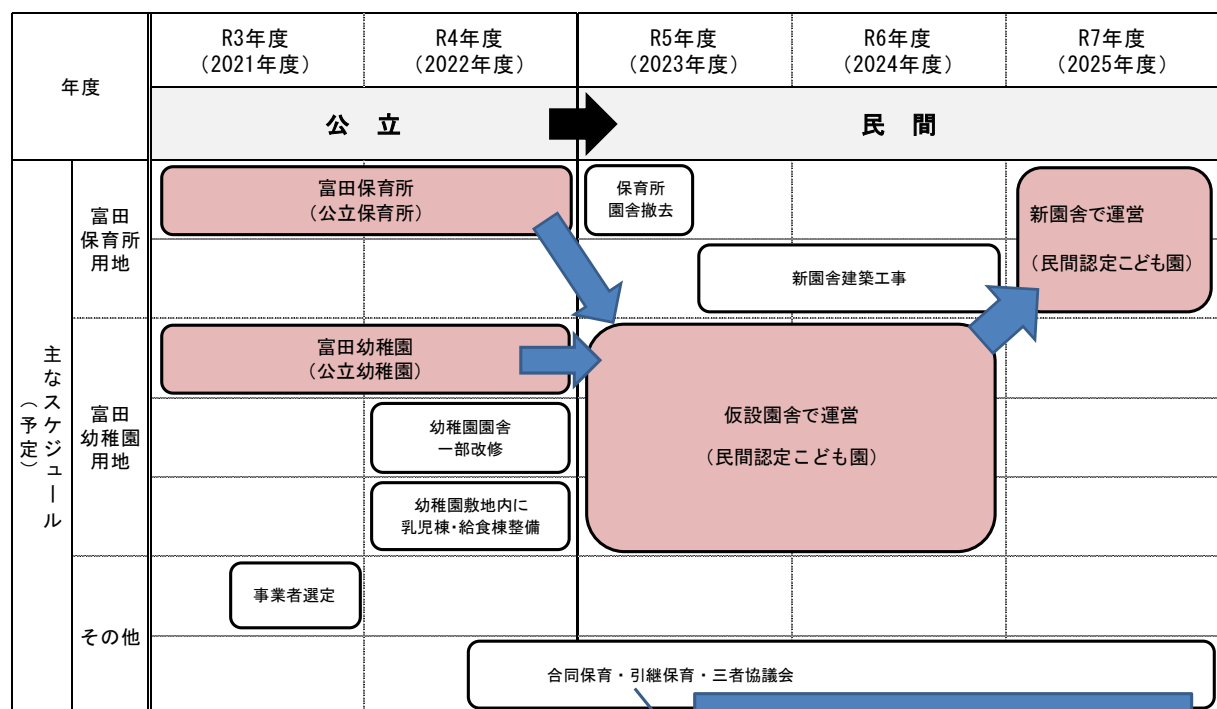 年度
R3年度
（2021年度）
R4年度
（2022年度）
R5年度
（2023年度）
R6年度
（2024年度）
R7年度
（2025年度）
公　立
民　間
主なスケジュール
（予定）
富田
保育所
用地
富田保育所
（公立保育所）
保育所
園舎撤去
新園舎建築工事
新園舎で運営
（民間認定こども園）
富田
幼稚園
用地
富田幼稚園
（公立幼稚園）
幼稚園園舎
一部改修
幼稚園敷地内に
乳児棟・給食棟整備
仮設園舎で運営
（民間認定こども園）
その他
事業者選定
合同保育・引継保育・三者協議会